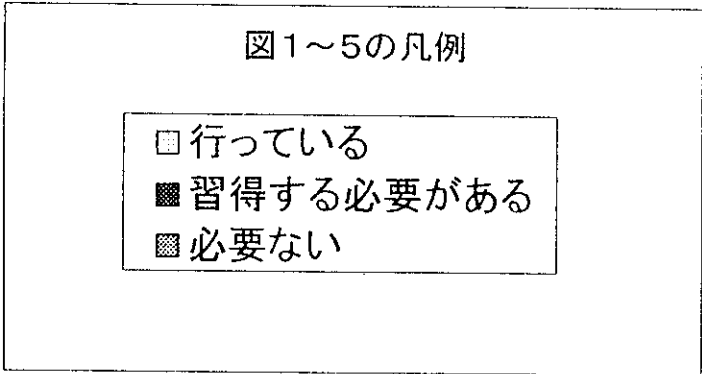 図1～5の凡例
行っている
習得する必要がある
必要ない